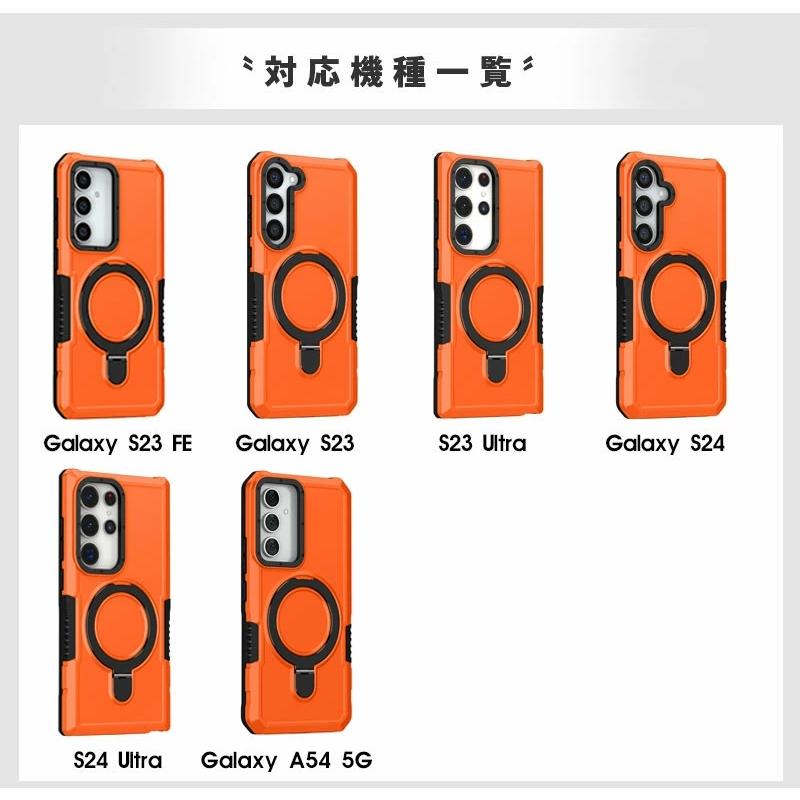 〝対応機種一覧〞
Galaxy S23 FE
Galaxy S23
S23 Ultra
Galaxy S24
S24 Ultra
Galaxy A54 5G